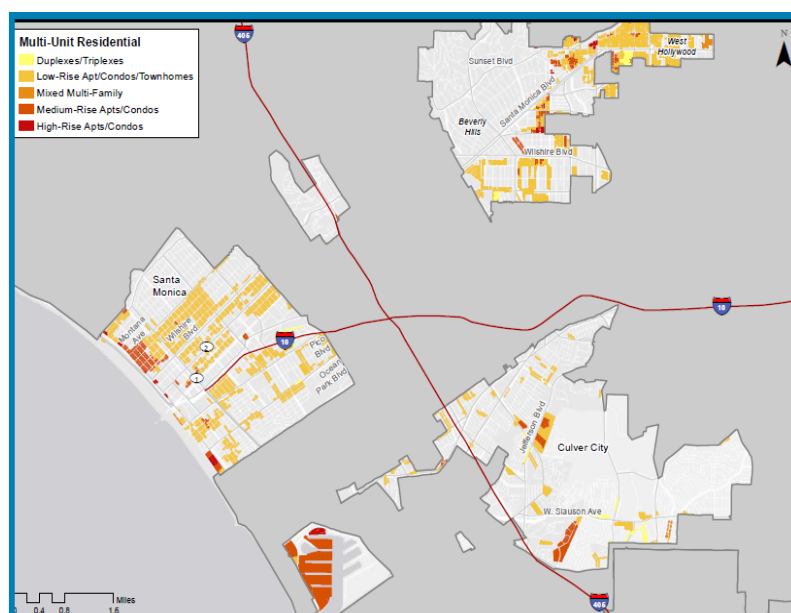 Multi-Unit Residential
Duplexes/Triplexes
Low-Rise Apt/Condos/Townhomes
Mixed Multi-Family
Medium-Rise Apts/Condos
High-Rise Apts/Condos
405
N
West
Hollywood
Sunset Blvd
Santa Monica Blvd
Beverly
Hills
Wilshire Blvd
Santa
Monica
Montana
Ave
Wilshire
Blvd
2
1
10
Pico
Blvd
Ocean
Park Blvd
10
Jefferson Blvd
Culver City
W. Slauson Ave
405
Miles
0 0.4 0.8 1.6